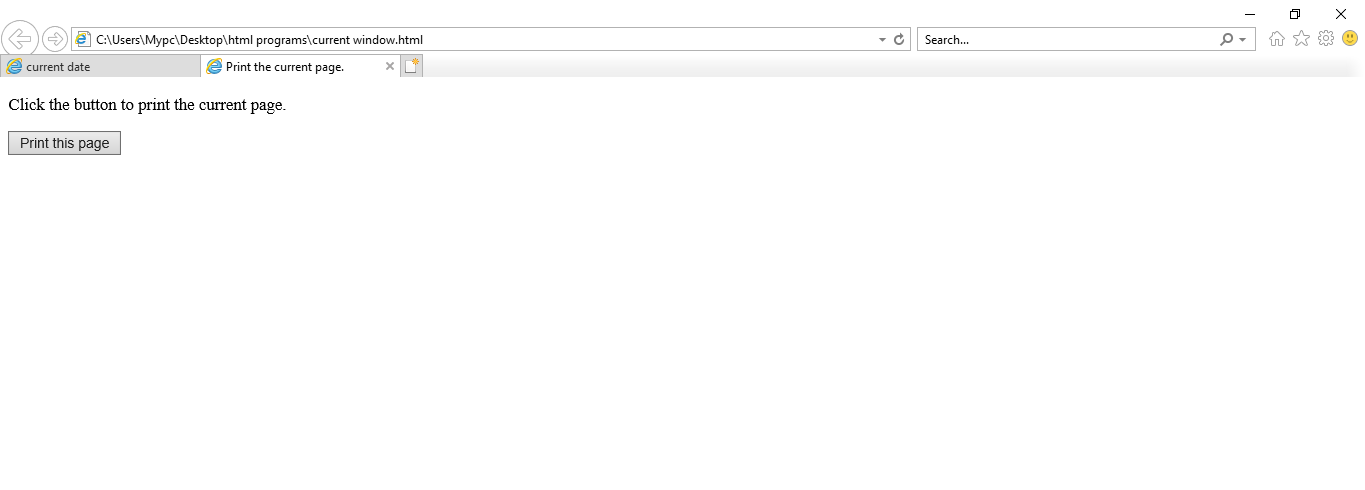 C:\Users\Mypc\Desktop\html programs\current window.html
Search...
current date
Print the current page.
Click the button to print the current page.
Print this page